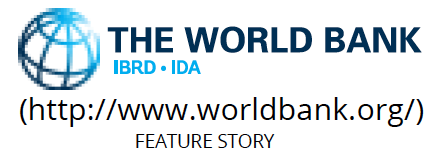 THE WORLD BANK
IBRD • IDA
(http://www.worldbank.org/)
FEATURE STORY